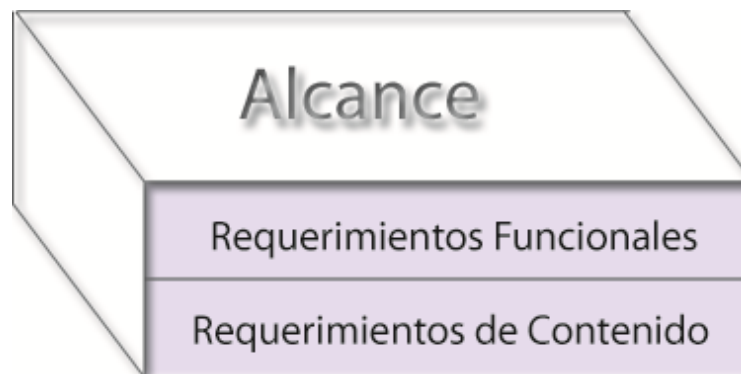 Alcance
Requerimientos Funcionales
Requerimientos de Contenido